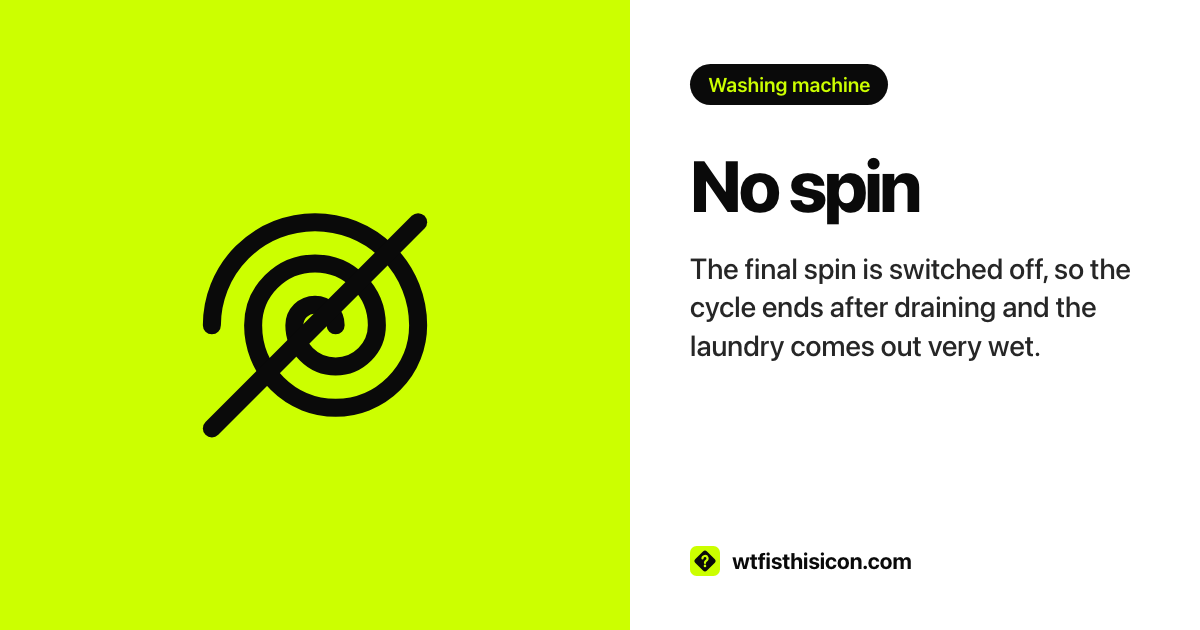 Washing machine
No spin
The final spin is switched off, so the
cycle ends after draining and the
laundry comes out very wet.
?
wtfisthisicon.com